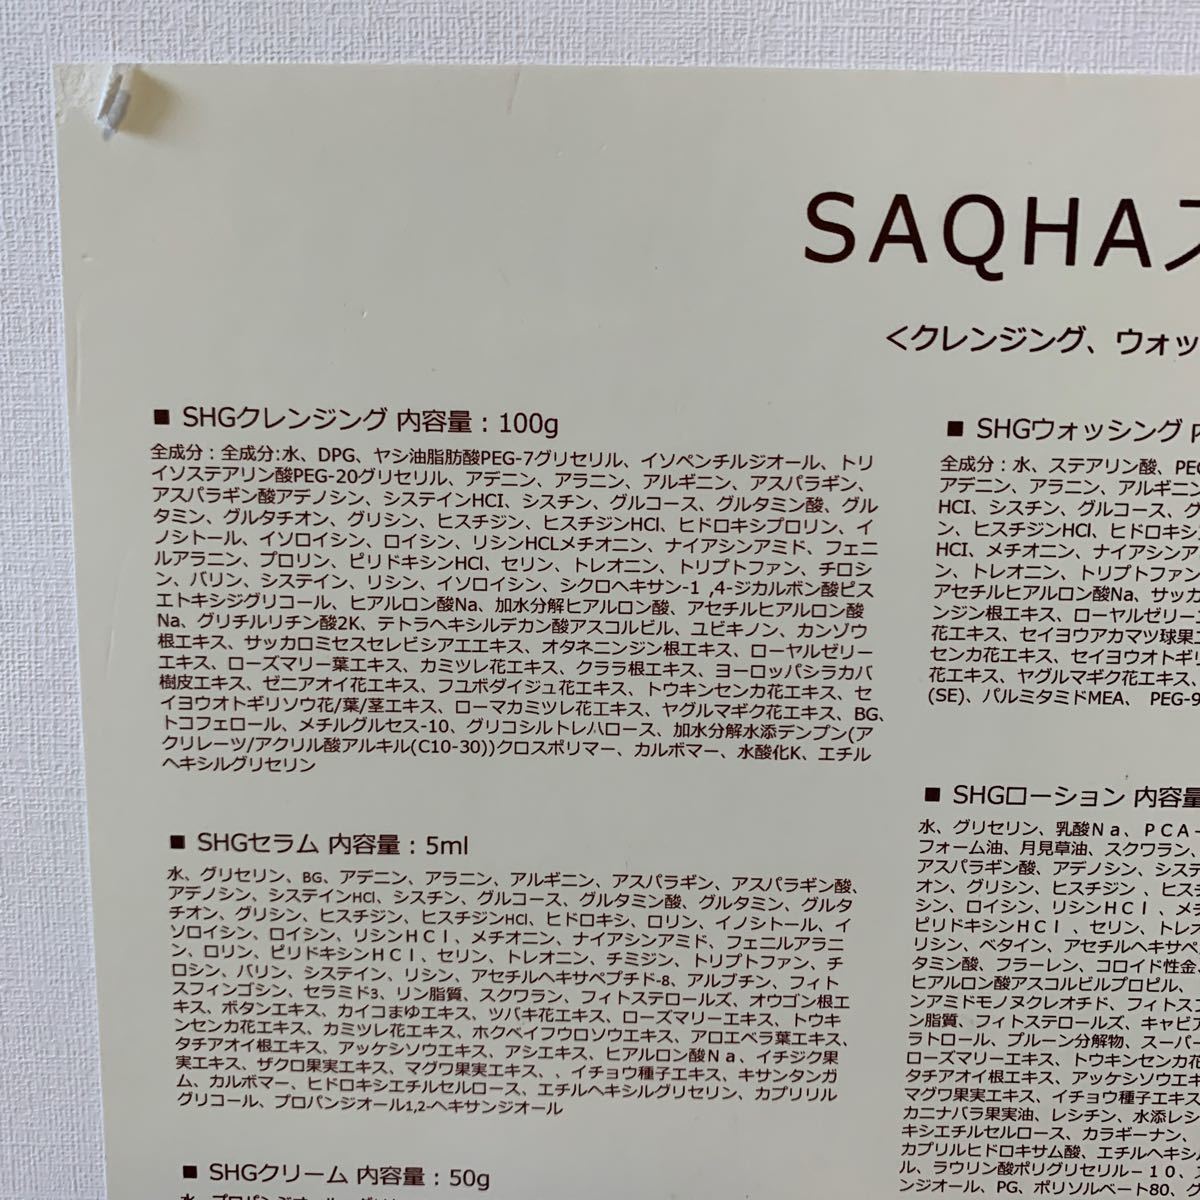 SAQHAス
<クレンジング、ウォッ
■ SHGクレンジング 内容量：100g
全成分：全成分:水、DPG、ヤシ油脂肪酸PEG-7グリセリル、イソペンチルジオール、トリ
イソステアリン酸PEG-20グリセリル、アデニン、アラニン、アルギニン、アスパラギン、
アスパラギン酸アデノシン、システインHCI、シスチン、グルコース、グルタミン酸、グル
タミン、グルタチオン、グリシン、ヒスチジン、ヒスチジンHCl、ヒドロキシプロリン、イ
ノシトール、イソロイシン、ロイシン、リシンHCLメチオニン、ナイアシンアミド、フェニ
ルアラニン、プロリン、ピリドキシンHCl、セリン、トレオニン、トリプトファン、チロシ
ン、バリン、システイン、リシン、イソロイシン、シクロヘキサン-1 ,4-ジカルボン酸ビス
エトキシジグリコール、ヒアルロン酸Na、加水分解ヒアルロン酸、アセチルヒアルロン酸
Na、グリチルリチン酸2K、テトラヘキシルデカン酸アスコルビル、ユビキノン、カンゾウ
根エキス、サッカロミセスセレビシアエエキス、オタネニンジン根エキス、ローヤルゼリー
エキス、ローズマリー葉エキス、カミツレ花エキス、クララ根エキス、ヨーロッパシラカバ
樹皮エキス、ゼニアオイ花エキス、フユボダイジュ花エキス、トウキンセンカ花エキス、セ
イヨウオトギリソウ花/葉/茎エキス、ローマカミツレ花エキス、ヤグルマギク花エキス、BG、
トコフェロール、メチルグルセス-10、グリコシルトレハロース、加水分解水添デンプン(ア
クリレーツ/アクリル酸アルキル(C10-30))クロスポリマー、カルボマー、水酸化K、エチル
ヘキシルグリセリン
■ SHGセラム 内容量：5ml
水、グリセリン、BG、アデニン、アラニン、アルギニン、アスパラギン、アスパラギン酸、
アデノシン、システインHCl、シスチン、グルコース、グルタミン酸、グルタミン、グルタ
チオン、グリシン、ヒスチジン、ヒスチジンHCl、ヒドロキシ、ロリン、イノシトール、イ
ソロイシン、ロイシン、リシンＨＣｌ、メチオニン、ナイアシンアミド、フェニルアラニ
ン、ロリン、ピリドキシンＨＣｌ、セリン、トレオニン、チミジン、トリプトファン、チ
ロシン、バリン、システイン、リシン、アセチルヘキサペプチド-8、アルブチン、フィト
スフィンゴシン、セラミド3、リン脂質、スクワラン、フィトステロールズ、オウゴン根エ
キス、ボタンエキス、カイコまゆエキス、ツバキ花エキス、ローズマリーエキス、トウキ
ンセンカ花エキス、カミツレ花エキス、ホクベイフウロソウエキス、アロエベラ葉エキス、
タチアオイ根エキス、アッケシソウエキス、アシエキス、ヒアルロン酸Ｎａ、イチジク果
実エキス、ザクロ果実エキス、マグワ果実エキス、、イチョウ種子エキス、キサンタンガ
ム、カルボマー、ヒドロキシエチルセルロース、エチルヘキシルグリセリン、カプリリル
グリコール、プロパンジオール1,2-ヘキサンジオール
■ SHGクリーム 内容量：50g
■ SHGウォッシング
全成分：水、ステアリン酸、PE
アデニン、アラニン、アルギニン
HCI、シスチン、グルコース、グ
ン、ヒスチジンHCl、ヒドロキシ
HCI、メチオニン、ナイアシンア
ン、トレオニン、トリプトファン、
アセチルヒアルロン酸Na、サッカ
ンジン根エキス、ローヤルゼリー
花エキス、セイヨウアカマツ球果エ
センカ花エキス、セイヨウオトギリ
花エキス、ヤグルマギク花エキス、
(SE)、パルミタミドMEA、 PEG-9
■ SHGローション 内容量
水、グリセリン、乳酸Ｎａ、ＰＣＡ－
フォーム油、月見草油、スクワラン、
アスパラギン酸、アデノシン、システ
オン、グリシン、ヒスチジン 、ヒス
シン、ロイシン、リシンＨＣｌ 、メチ
ピリドキシンＨＣｌ 、セリン、トレオ
リシン、ベタイン、アセチルヘキサペ
タミン酸、フラーレン、コロイド性金、
ヒアルロン酸アスコルビルプロピル、
ンアミドモノヌクレオチド、フィトス
ン脂質、フィトステロールズ、キャビア
ラトロール、プルーン分解物、スーパー
ローズマリーエキス、トウキンセンカ花
タチアオイ根エキス、アッケシソウエキ
マグワ果実エキス、イチョウ種子エキス
カニナバラ果実油、レシチン、水添レシ
キシエチルセルロース、カラギーナン、
カプリルヒドロキサム酸、エチルヘキシ
ル、ラウリン酸ポリグリセリル－１０、
ンジオール、PG、ポリソルベート80、グ